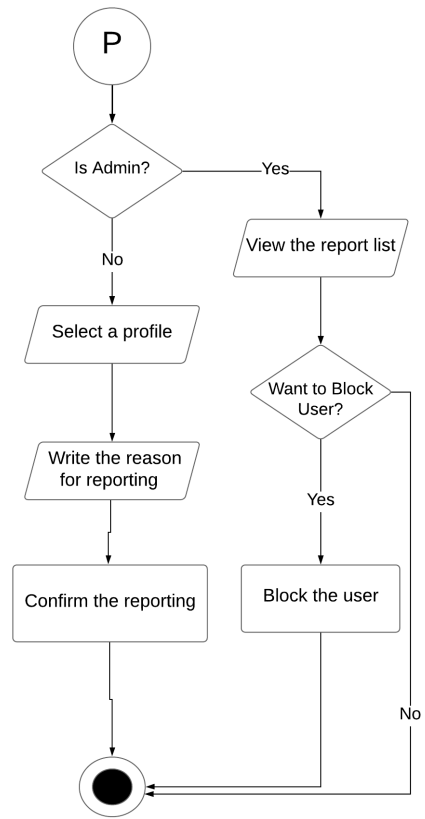 P
Is Admin?
Yes
View the report list
No
Select a profile
Want to Block
User?
Write the reason
for reporting
Yes
Confirm the reporting
Block the user
No